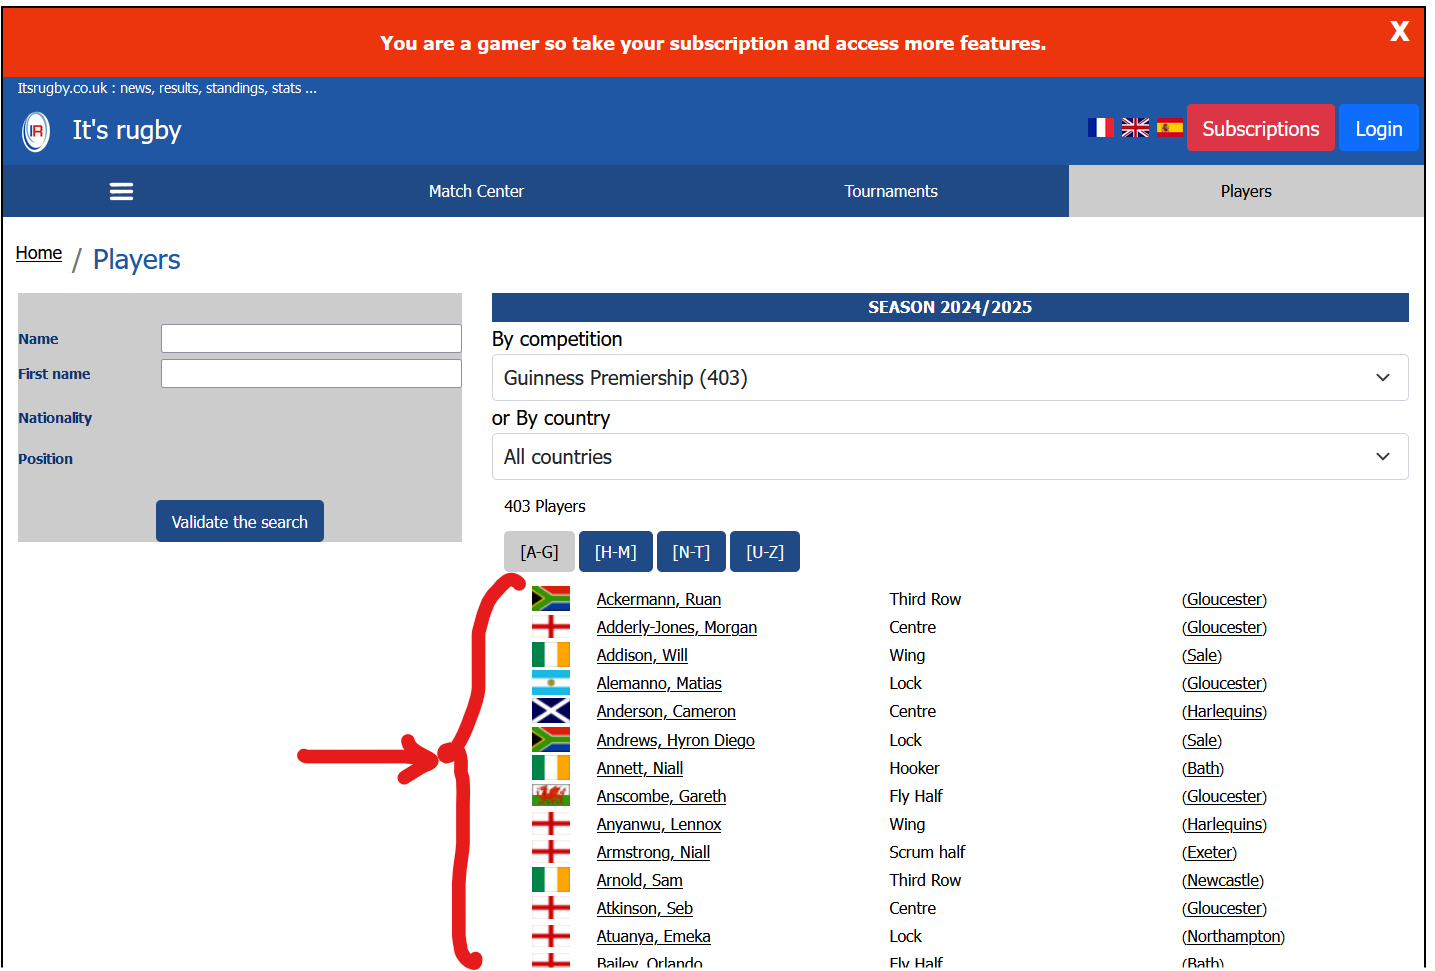 You are a gamer so take your subscription and access more features.
X
Itsrugby.co.uk : news, results, standings, stats ...
IR
It's rugby
Subscriptions
Login
Match Center
Tournaments
Players
Home / Players
Name
First name
Nationality
Position
Validate the search
SEASON 2024/2025
By competition
Guinness Premiership (403)
or By country
All countries
403 Players
[A-G] [H-M] [N-T] [U-Z]
Ackermann, Ruan Third Row (Gloucester)
Adderly-Jones, Morgan Centre (Gloucester)
Addison, Will Wing (Sale)
Alemanno, Matias Lock (Gloucester)
Anderson, Cameron Centre (Harlequins)
Andrews, Hyron Diego Lock (Sale)
Annett, Niall Hooker (Bath)
Anscombe, Gareth Fly Half (Gloucester)
Anyanwu, Lennox Wing (Harlequins)
Armstrong, Niall Scrum half (Exeter)
Arnold, Sam Third Row (Newcastle)
Atkinson, Seb Centre (Gloucester)
Atuanya, Emeka Lock (Northampton)
Bailey, Orlando Fly Half (Bath)